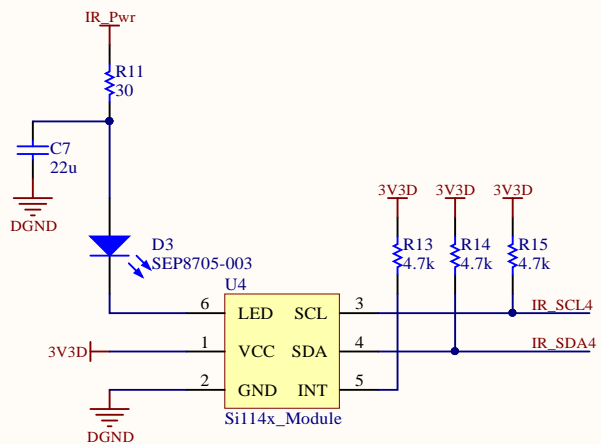 IR_Pwr
R11
30
C7
22u
DGND
3V3D 3V3D 3V3D
D3
SEP8705-003
R13 R14 R15
4.7k 4.7k 4.7k
U4
6 LED SCL 3 IR_SCL4
3V3D 1 VCC SDA 4 IR_SDA4
2 GND INT 5
Si114x_Module
DGND